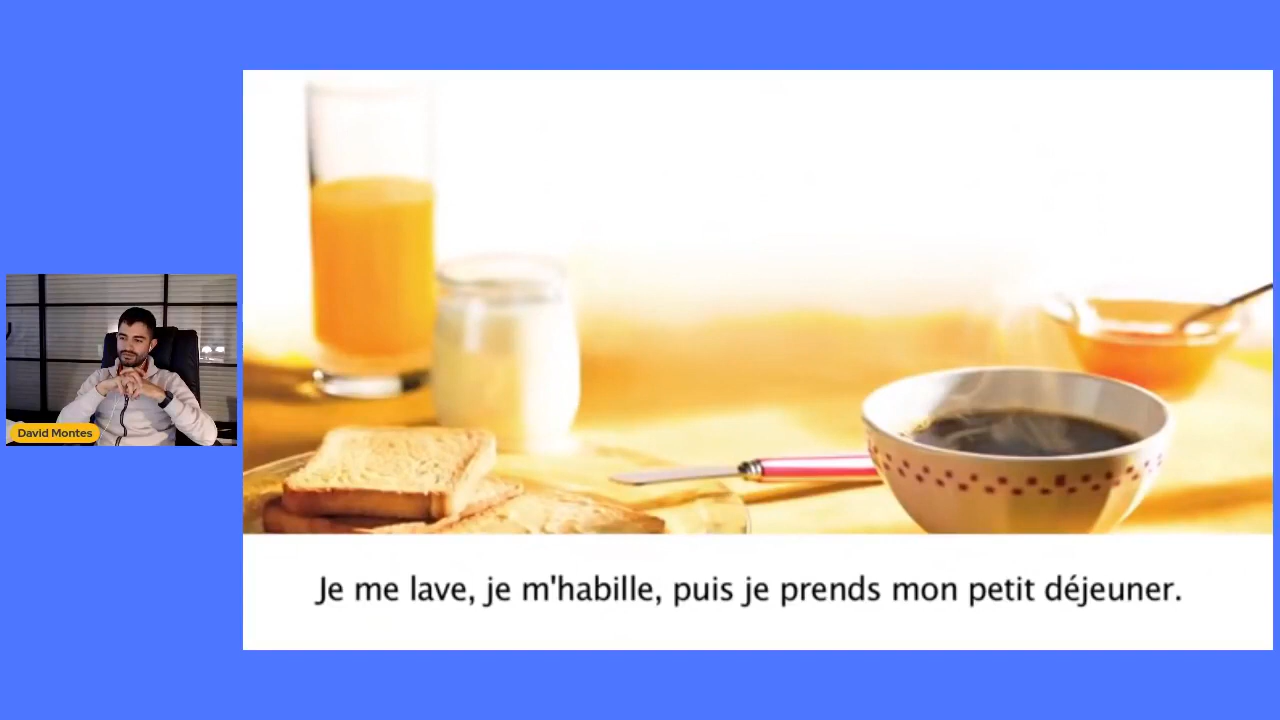 David Montes
Je me lave, je m'habille, puis je prends mon petit déjeuner.